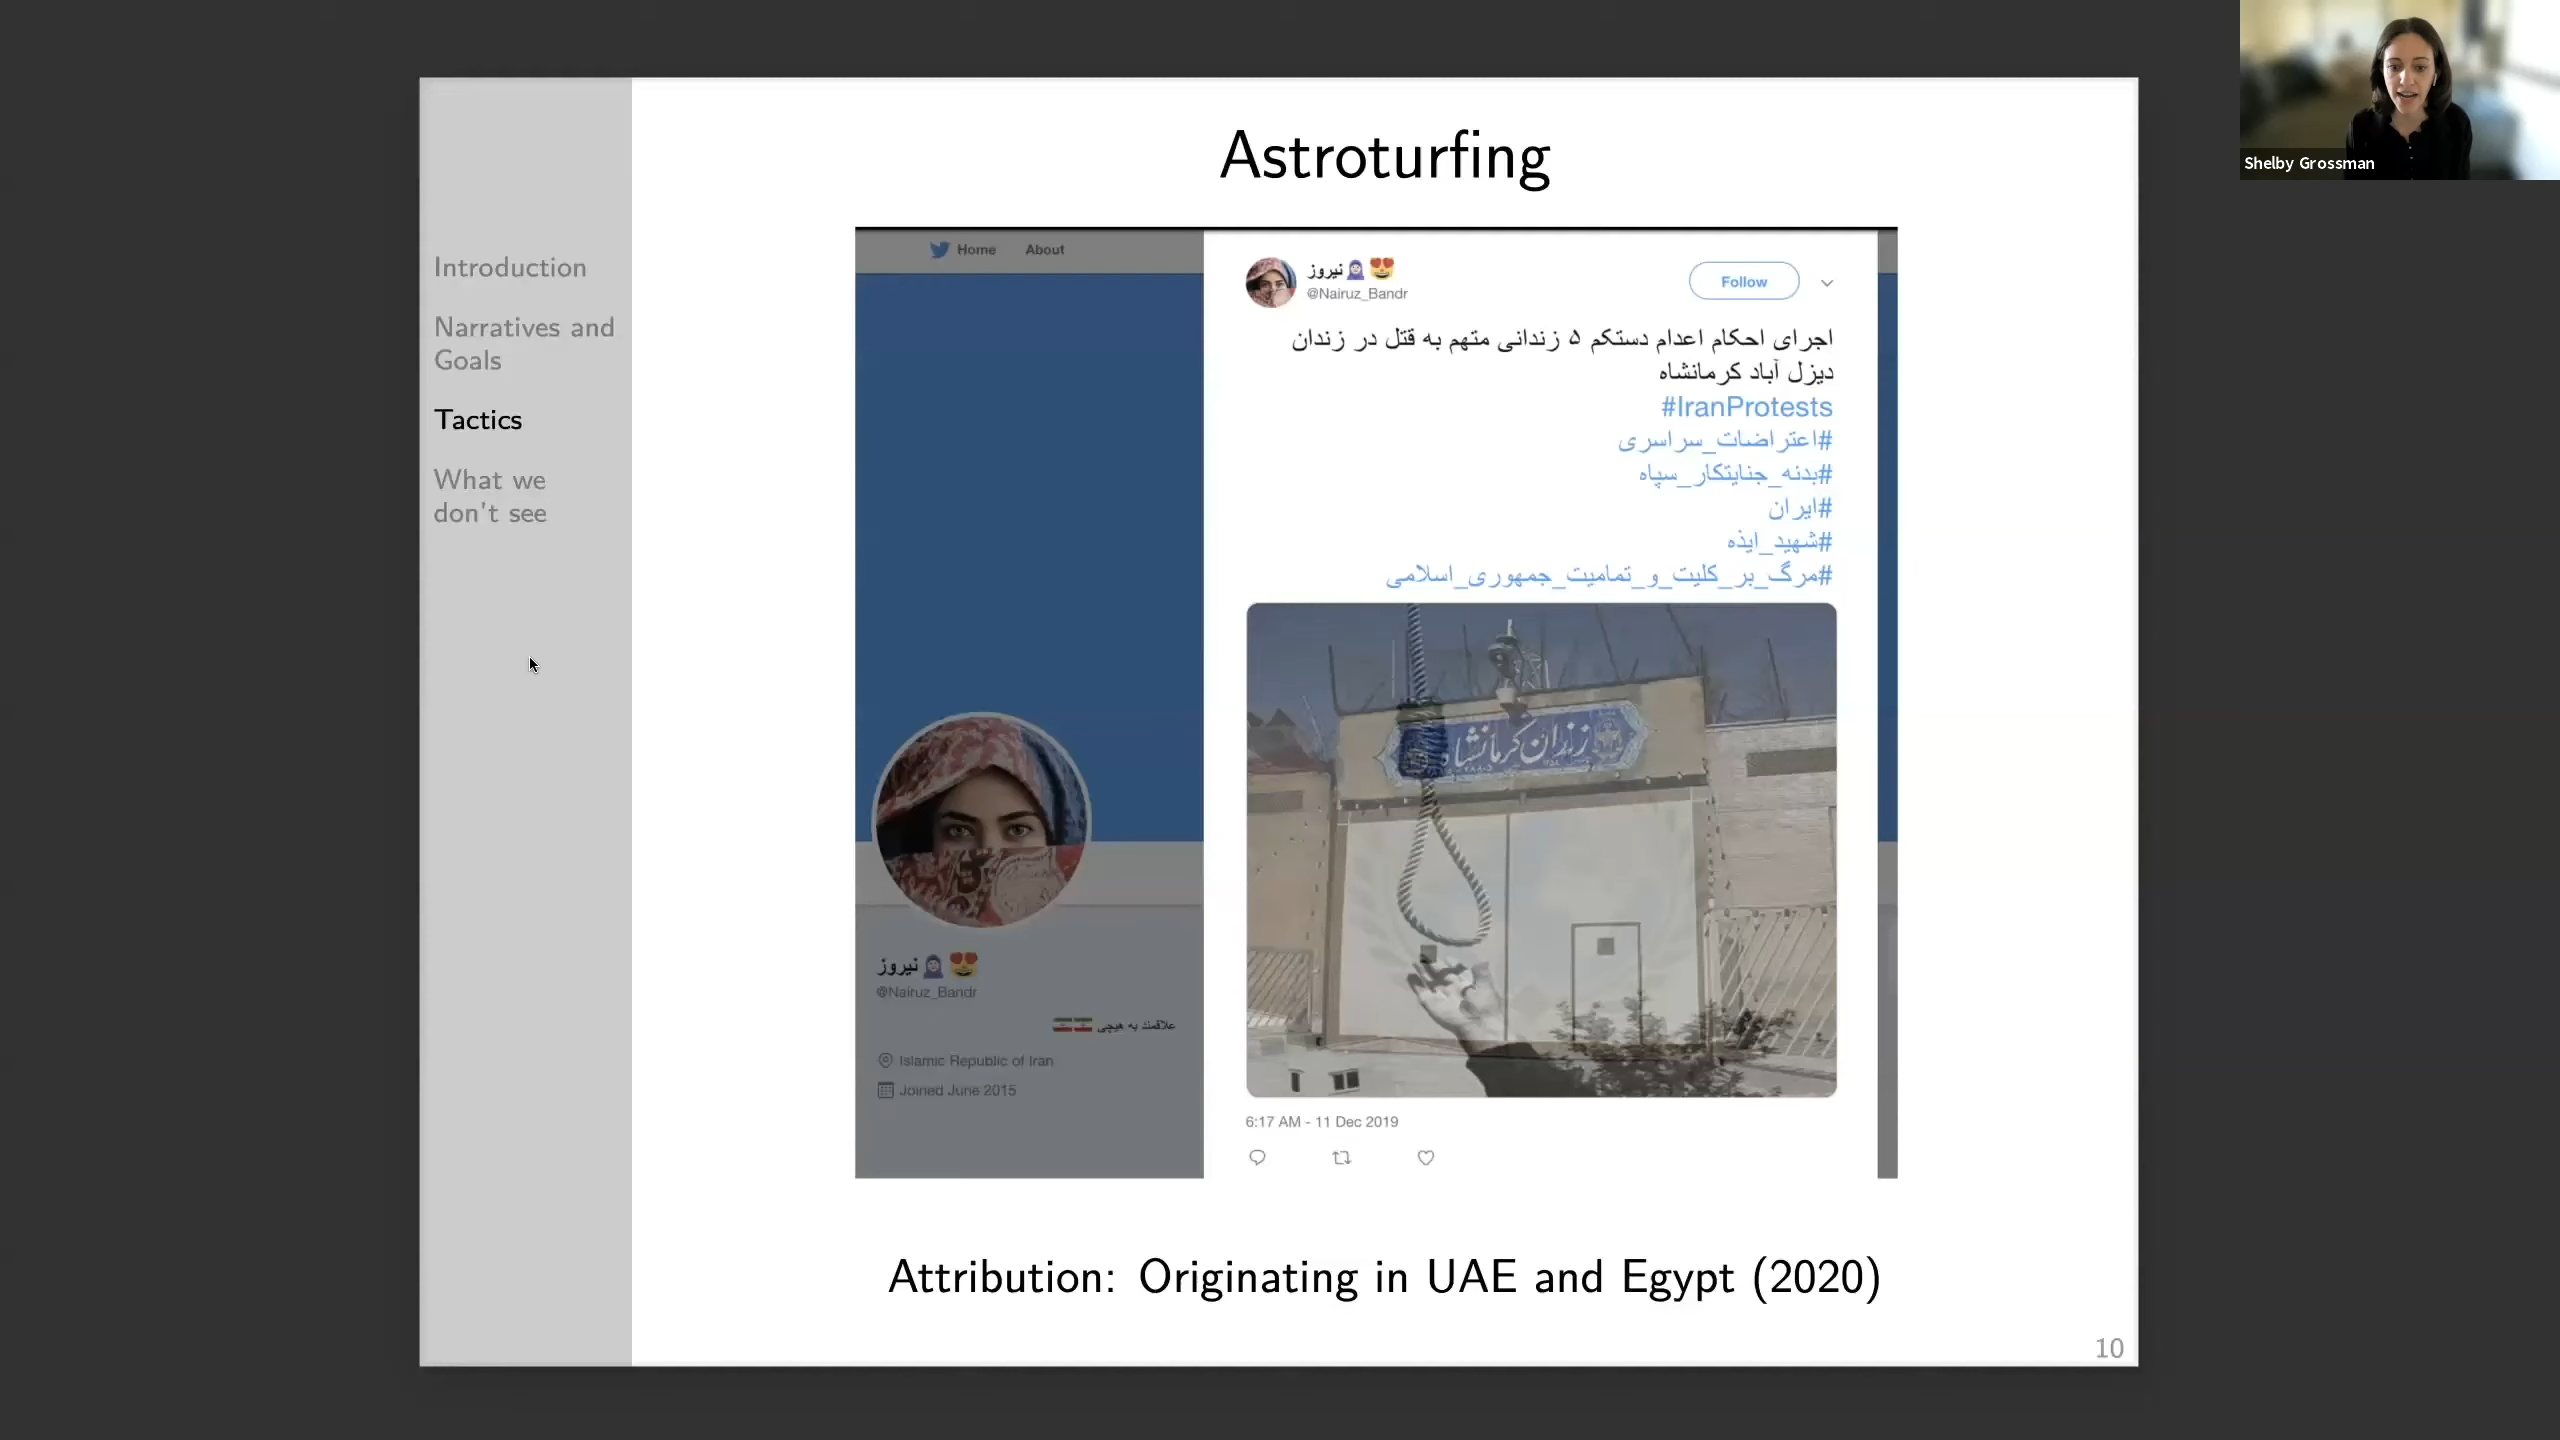 Shelby Grossman
Astroturfing
Introduction
Narratives and
Goals
Tactics
What we
don't see
Home About
نیروز
@Nairuz_Bandr
علاقمند به هیچی
Islamic Republic of Iran
Joined June 2015
نیروز
@Nairuz_Bandr
Follow
اجرای احکام اعدام دستکم ۵ زندانی متهم به قتل در زندان
دیزل آباد کرمانشاه
#IranProtests
#اعتراضات_سراسری
#بدنه_جنایتکار_سپاه
#ایران
#شهید_ایذه
#مرگ_بر_کلیت_و_تمامیت_جمهوری_اسلامی
زندان کرمانشاه
6:17 AM - 11 Dec 2019
Attribution: Originating in UAE and Egypt (2020)
10